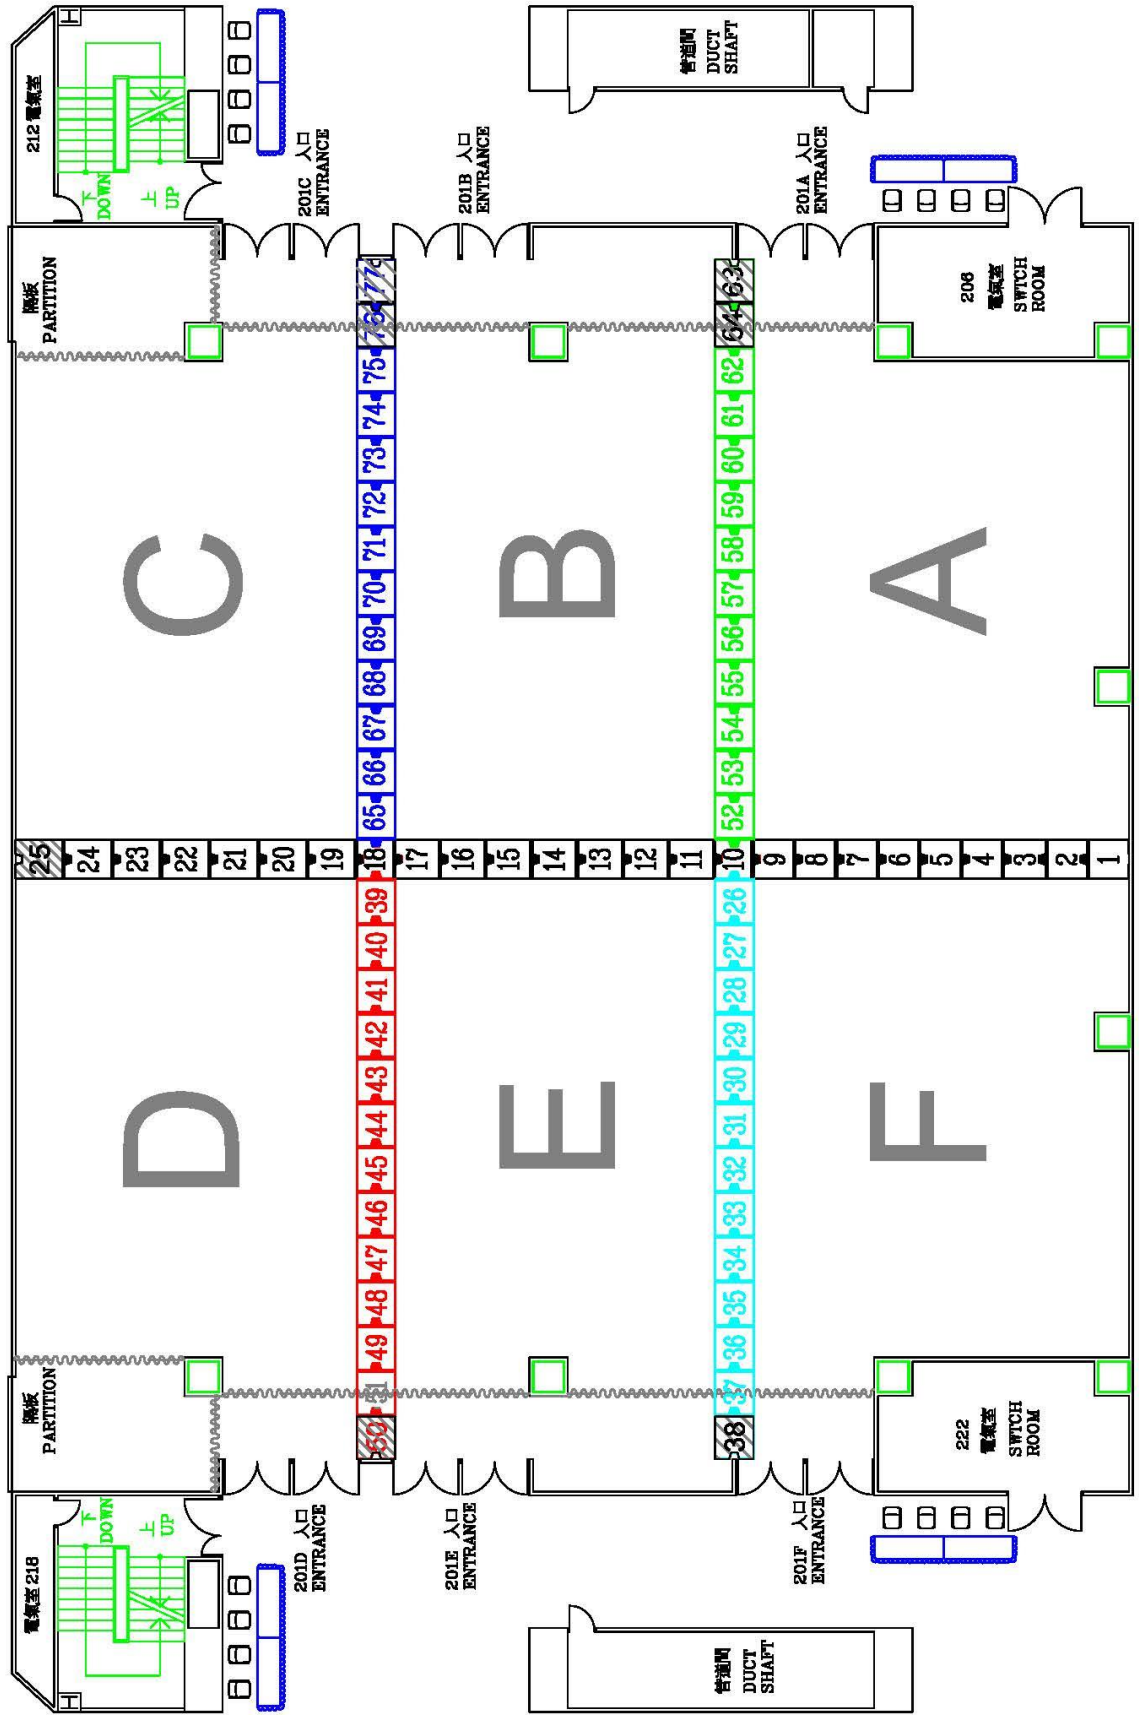 H
電氣室 218
下
DOWN
上
UP
隔板
PARTITION
隔板
PARTITION
212 電氣室
下
DOWN
上
UP
H
D
C
25
24
23
22
21
20
19
201D 入口
ENTRANCE
201C 入口
ENTRANCE
50 51 49 48 47 46 45 44 43 42 41 40 39 18 65 66 67 68 69 70 71 72 73 74 75 76 77
201E 入口
ENTRANCE
201B 入口
ENTRANCE
17
16
15
14
13
12
11
E
B
管道間
DUCT
SHAFT
管道間
DUCT
SHAFT
38 37 36 35 34 33 32 31 30 29 28 27 26 10 52 53 54 55 56 57 58 59 60 61 62 64 63
201F 入口
ENTRANCE
201A 入口
ENTRANCE
9
8
7
6
5
4
3
2
1
F
A
222
電氣室
SWTCH
ROOM
206
電氣室
SWTCH
ROOM